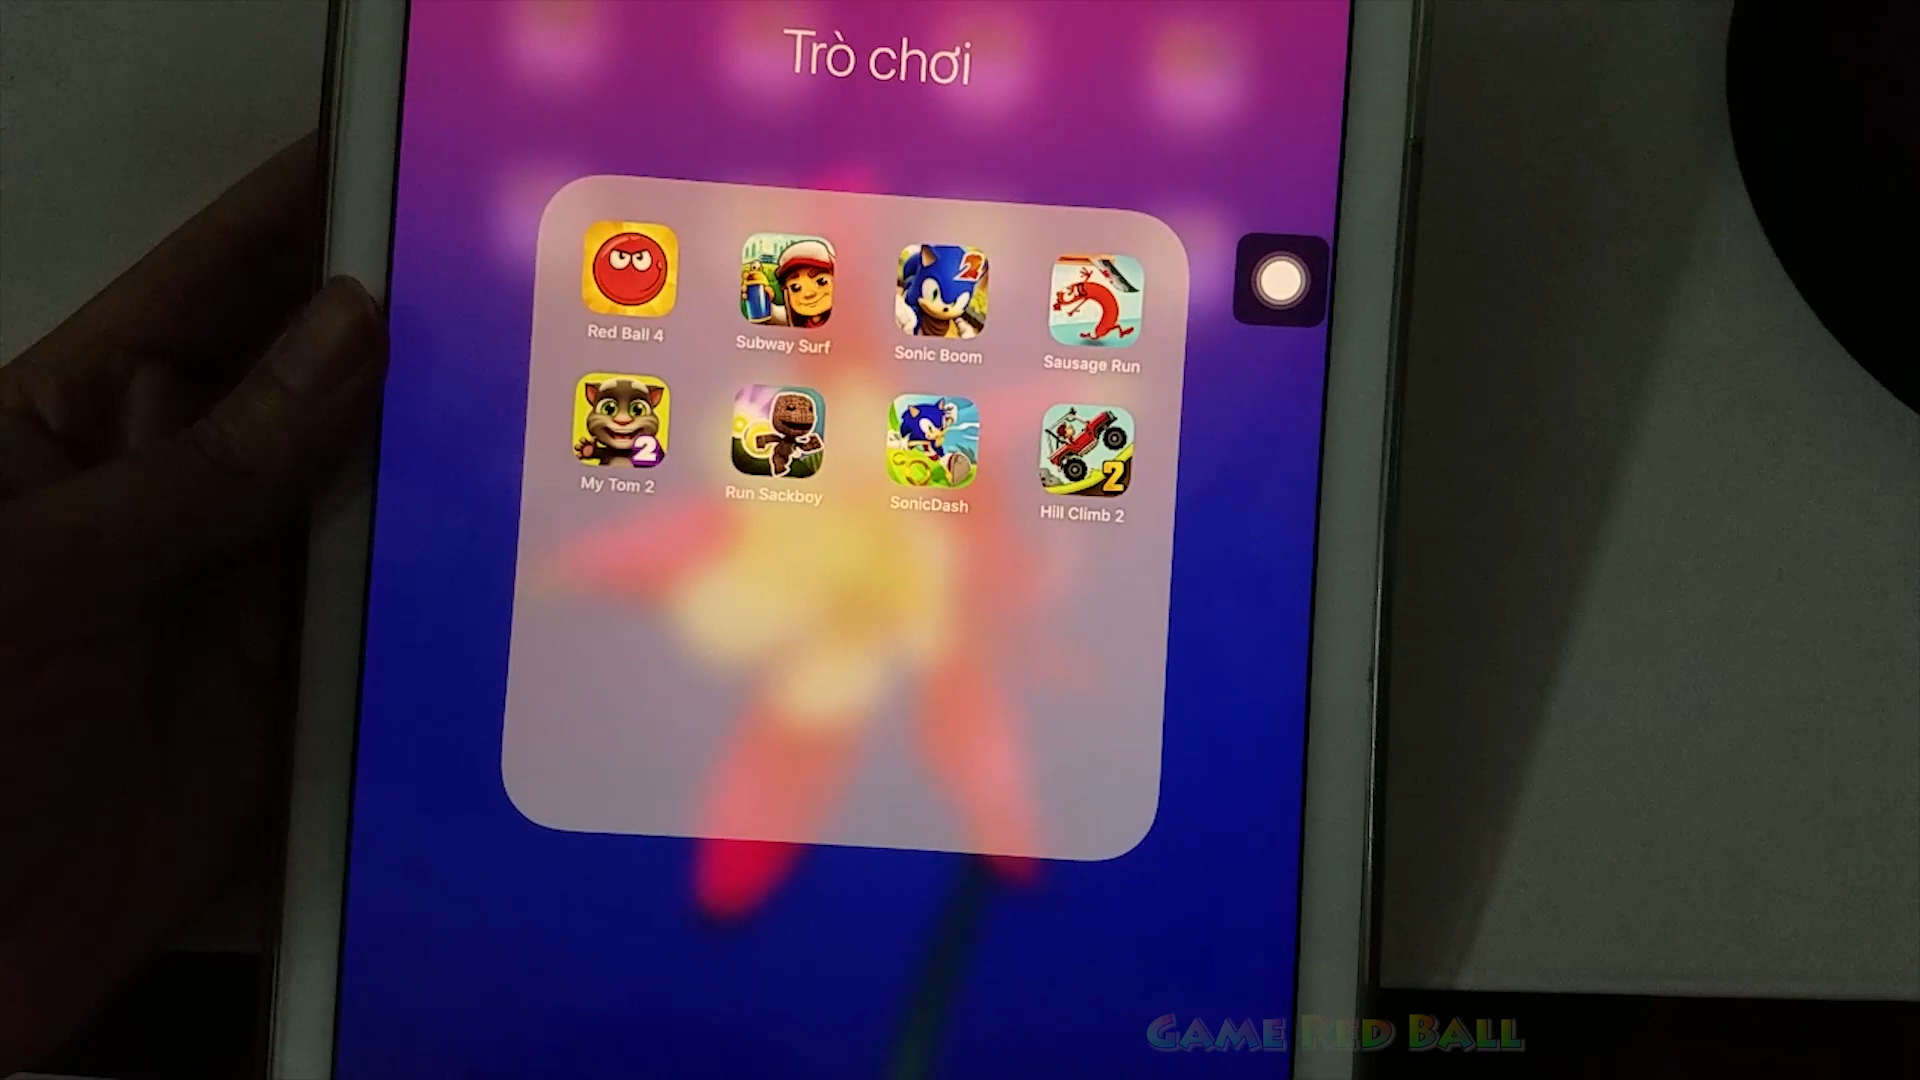 Trò chơi
Red Ball 4
Subway Surf
Sonic Boom
Sausage Run
My Tom 2
Run Sackboy
SonicDash
Hill Climb 2
GAME RED BALL